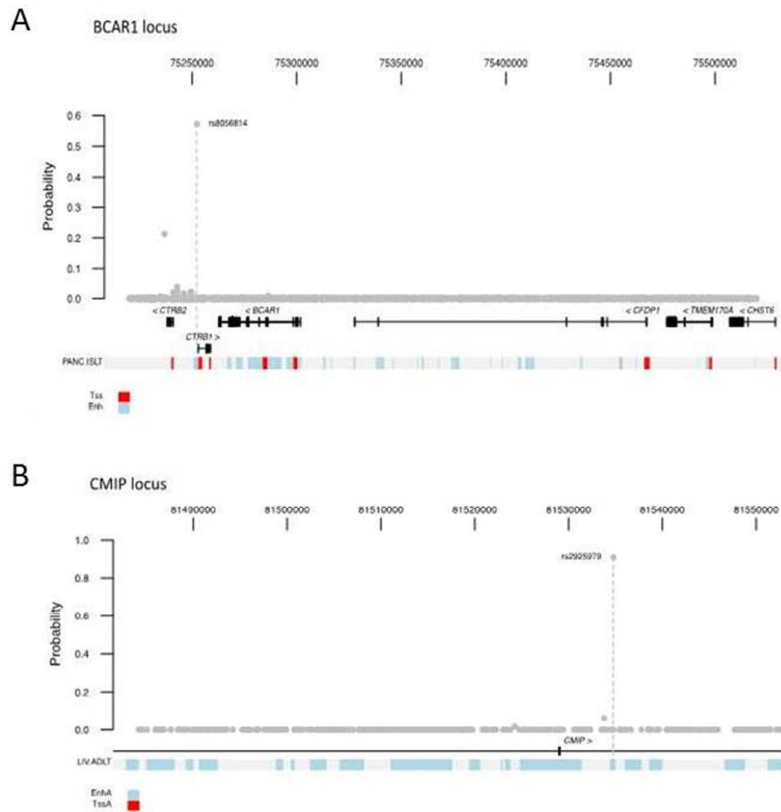 A
BCAR1 locus
75250000 75300000 75350000 75400000 75450000 75500000
0.6
rs8056814
0.5
0.4
0.3
0.2
0.1
0.0
Probability
< CTRB2 < BCAR1 < CFDP1 < TMEM170A < CHST6
CTRB1 >
PANC.ISLT
Tss
Enh
B
CMIP locus
81490000 81500000 81510000 81520000 81530000 81540000 81550000
1.0
rs2925979
0.8
0.6
0.4
0.2
0.0
Probability
CMIP >
LIV.ADLT
EnhA
TssA